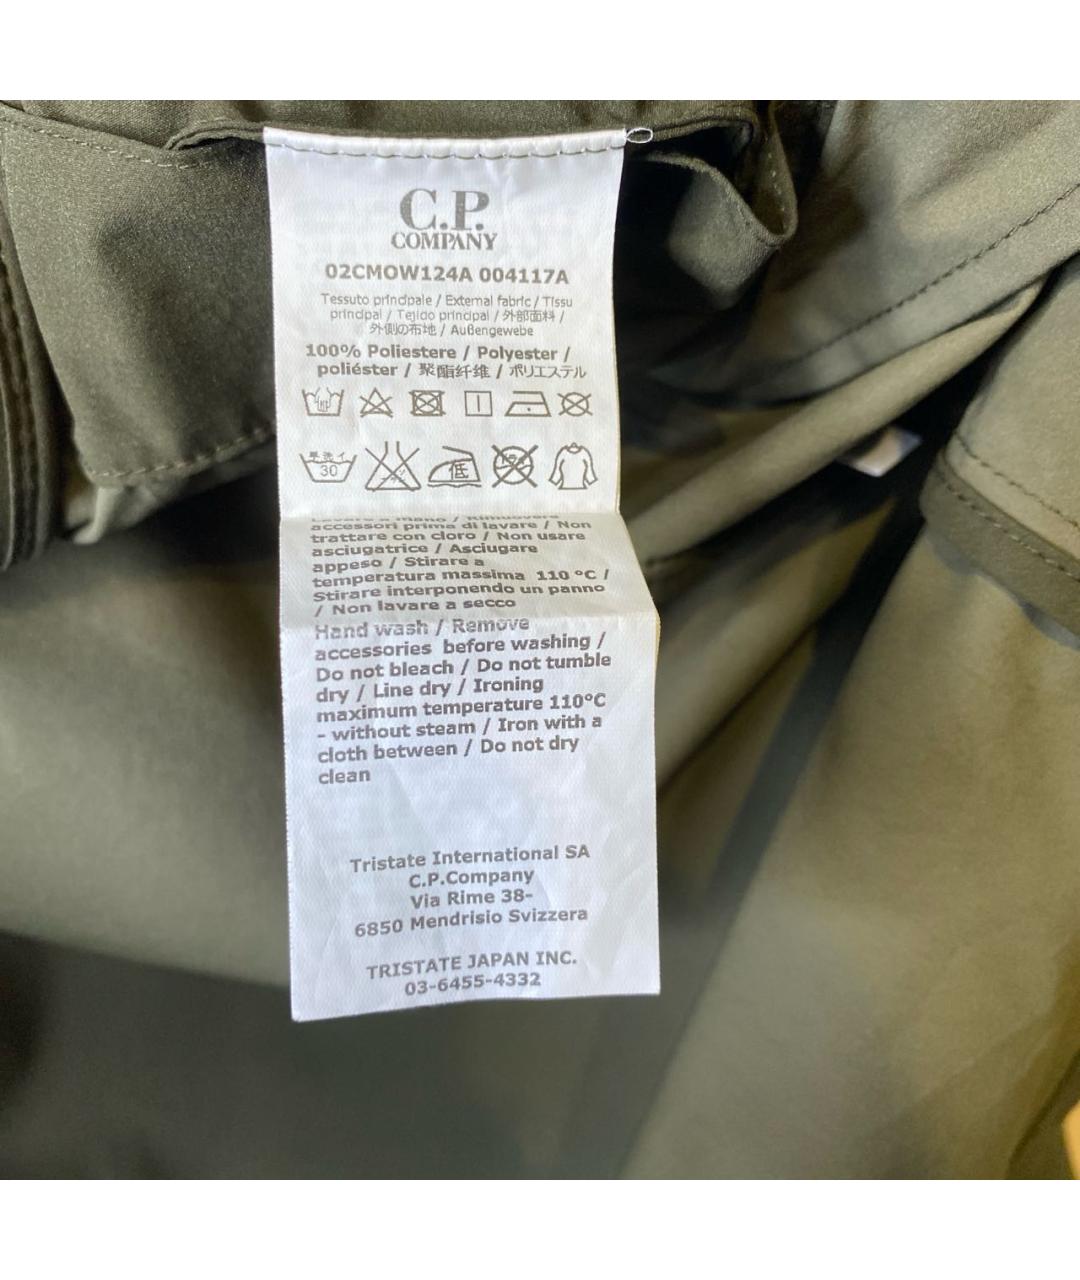 C.P.
COMPANY
02CMOW124A 004117A
Tessuto principale / External fabric / Tissu
principal / Tejido principal / 外部面料 /
外側の布地 / Außengewebe
100% Poliestere / Polyester /
poliéster / 聚酯纤维 / ポリエステル
30
低
Lavare a mano / Rimuovere
accessori prima di lavare / Non
trattare con cloro / Non usare
asciugatrice / Asciugare
appeso / Stirare a
temperatura massima 110 °C /
Stirare interponendo un panno
/ Non lavare a secco
Hand wash / Remove
accessories before washing /
Do not bleach / Do not tumble
dry / Line dry / Ironing
maximum temperature 110°C
- without steam / Iron with a
cloth between / Do not dry
clean
Tristate International SA
C.P.Company
Via Rime 38-
6850 Mendrisio Svizzera
TRISTATE JAPAN INC.
03-6455-4332